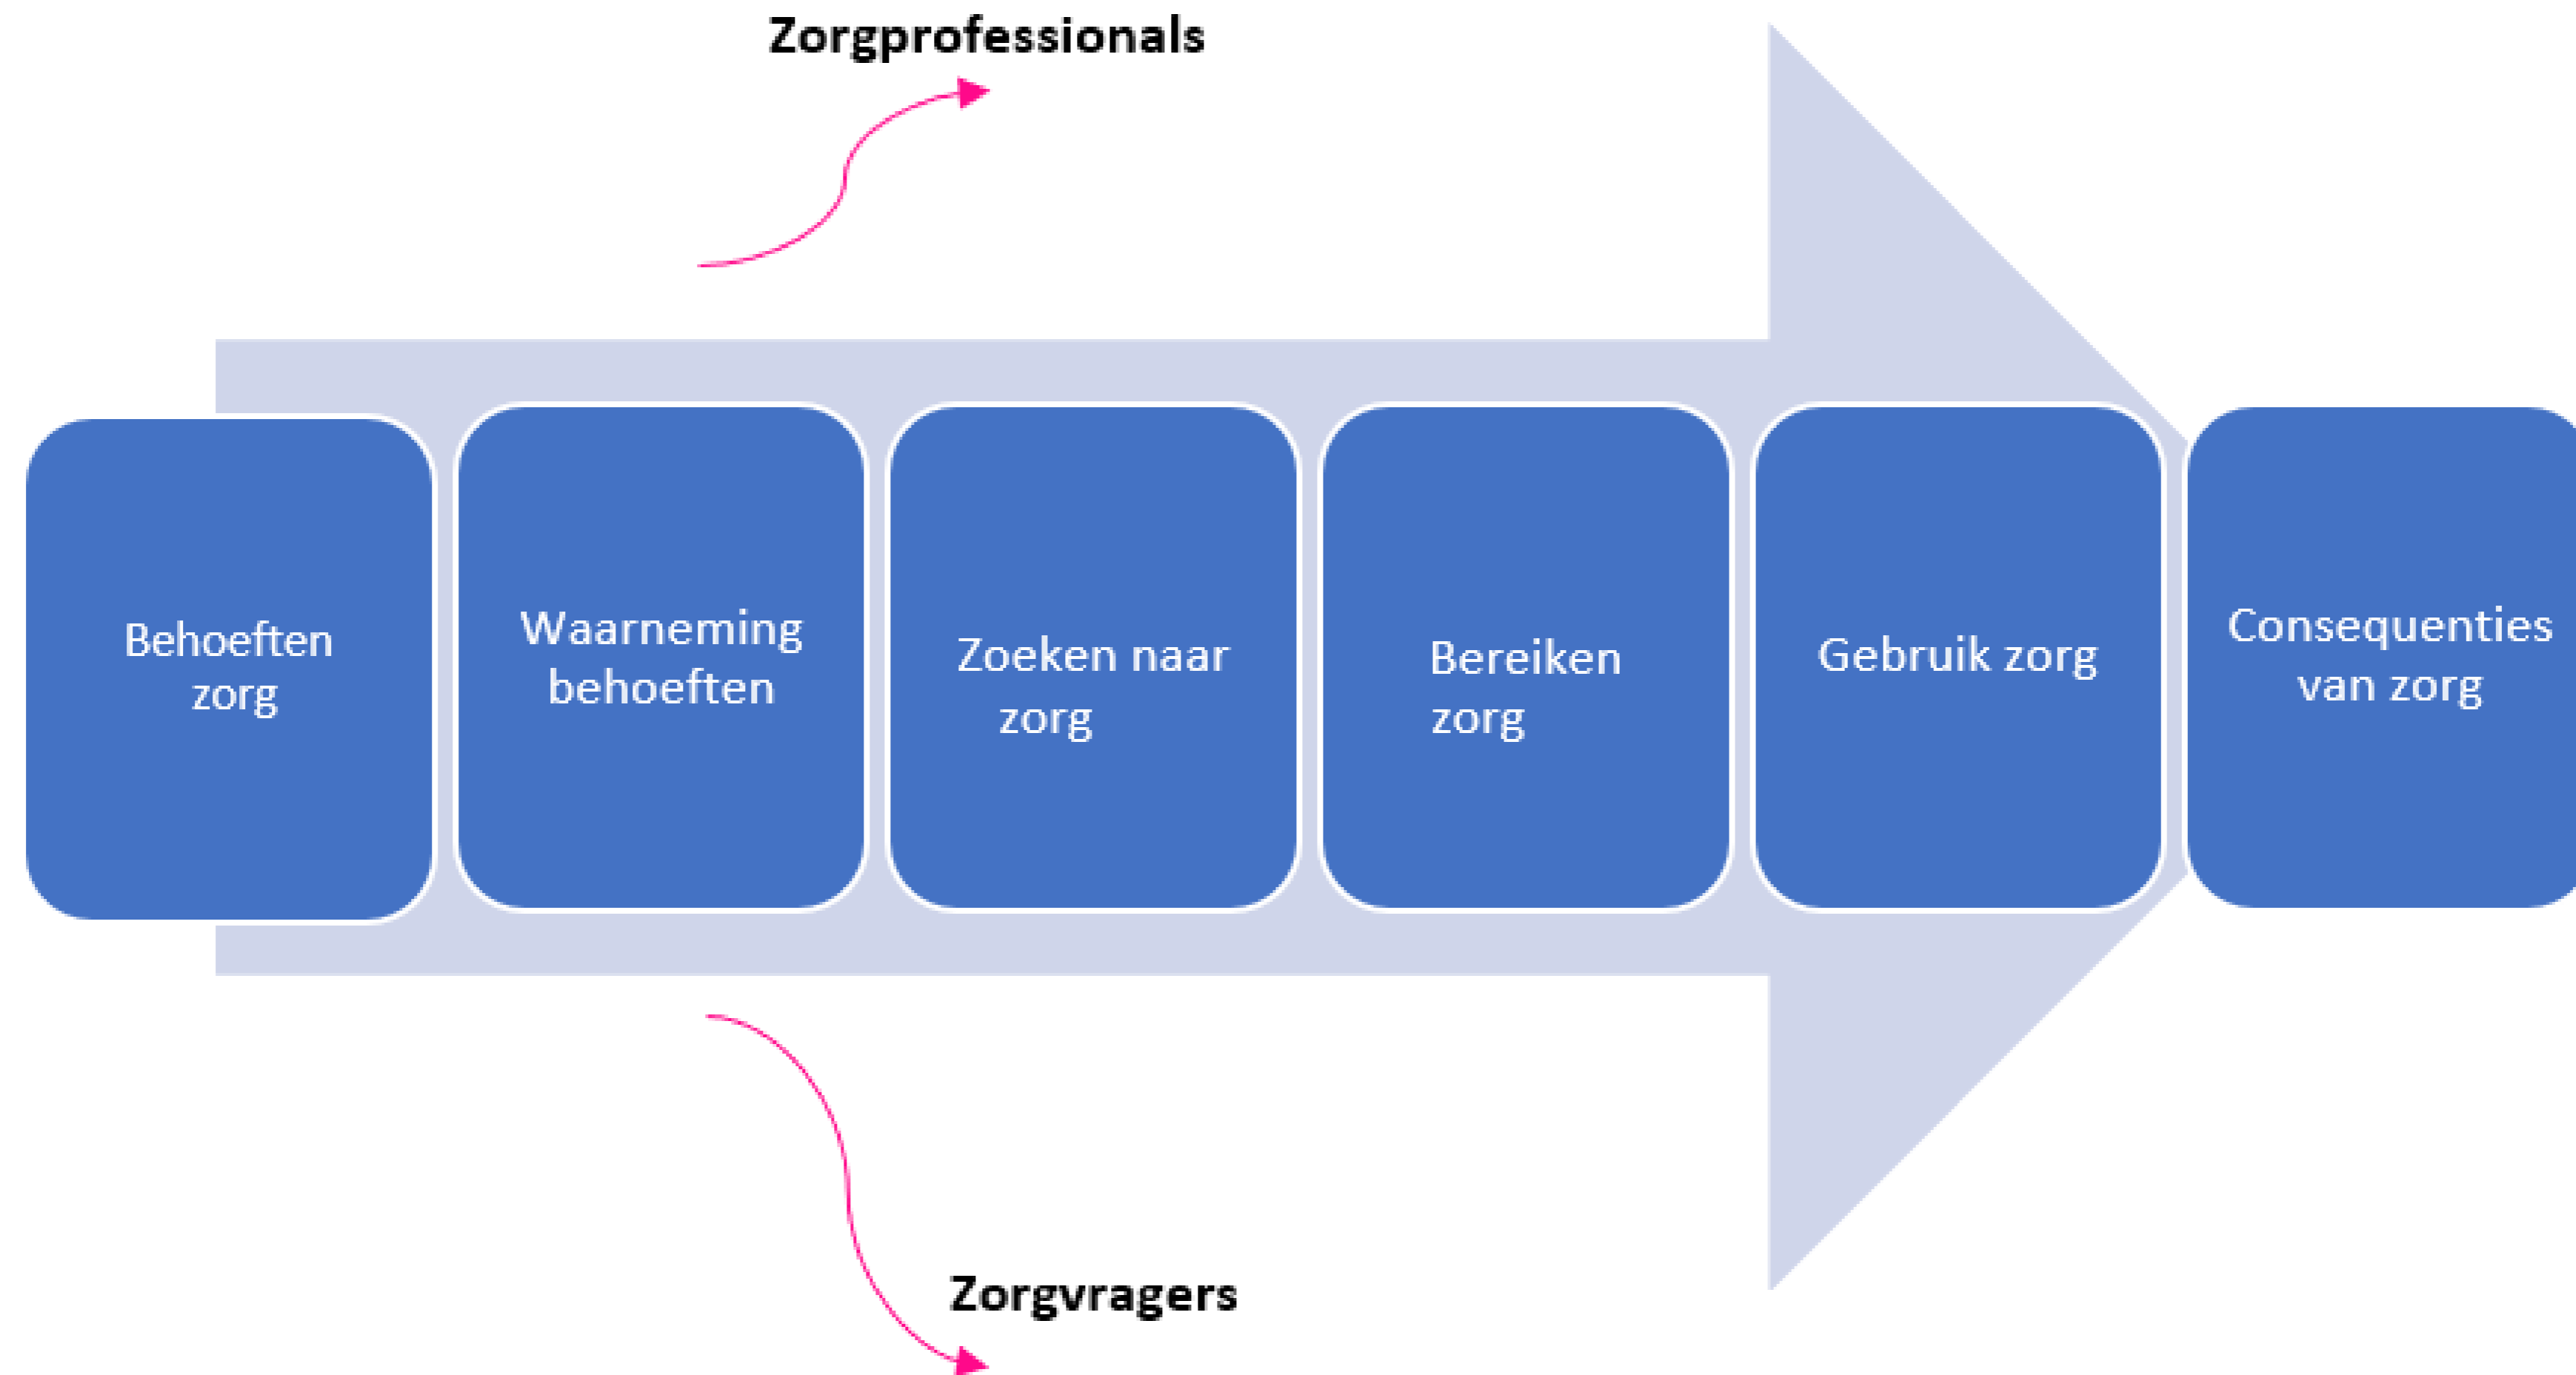 Zorgprofessionals
Behoeften
zorg
Waarneming
behoeften
Zoeken naar
zorg
Bereiken
zorg
Gebruik zorg
Consequenties
van zorg
Zorgvragers